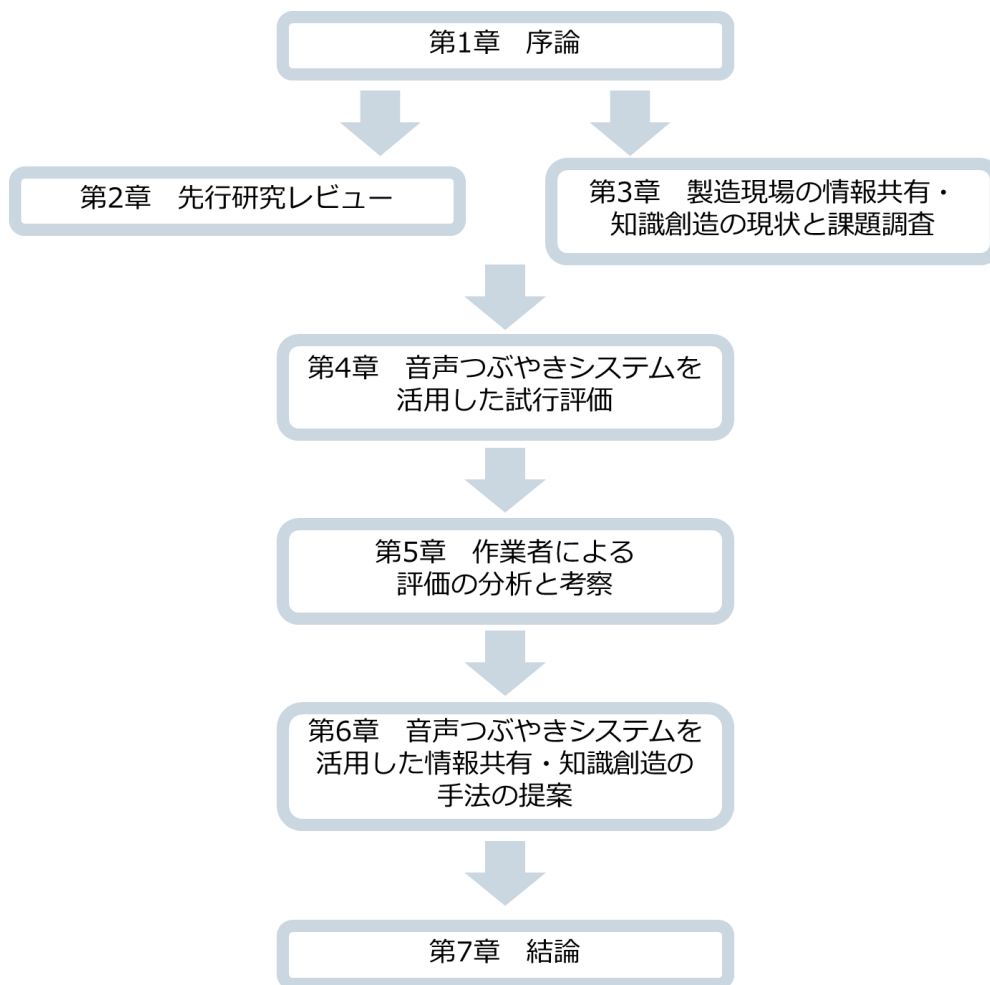 第1章　序論
第2章　先行研究レビュー
第3章　製造現場の情報共有・
知識創造の現状と課題調査
第4章　音声つぶやきシステムを
活用した試行評価
第5章　作業者による
評価の分析と考察
第6章　音声つぶやきシステムを
活用した情報共有・知識創造の
手法の提案
第7章　結論